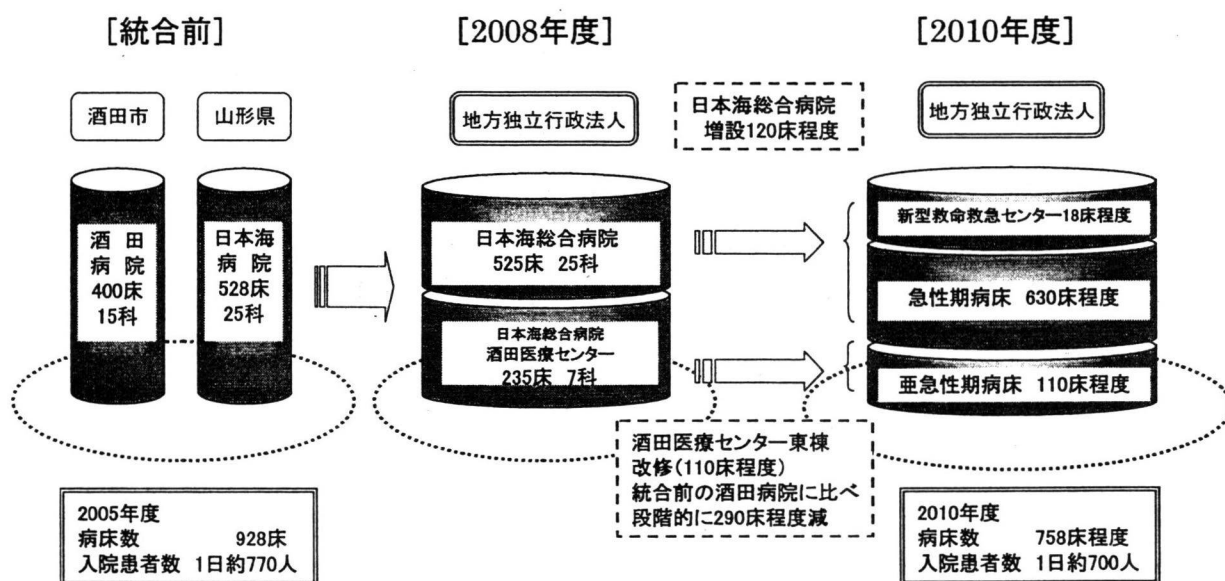 [統合前]
[2008年度]
[2010年度]
酒田市
山形県
地方独立行政法人
日本海総合病院
増設120床程度
地方独立行政法人
酒田
病院
400床
15科
日本海
病院
528床
25科
日本海総合病院
525床 25科
日本海総合病院
酒田医療センター
235床 7科
新型救命救急センター18床程度
急性期病床 630床程度
亜急性期病床 110床程度
酒田医療センター東棟
改修(110床程度)
統合前の酒田病院に比べ
段階的に290床程度減
2005年度
病床数 928床
入院患者数 1日約770人
2010年度
病床数 758床程度
入院患者数 1日約700人